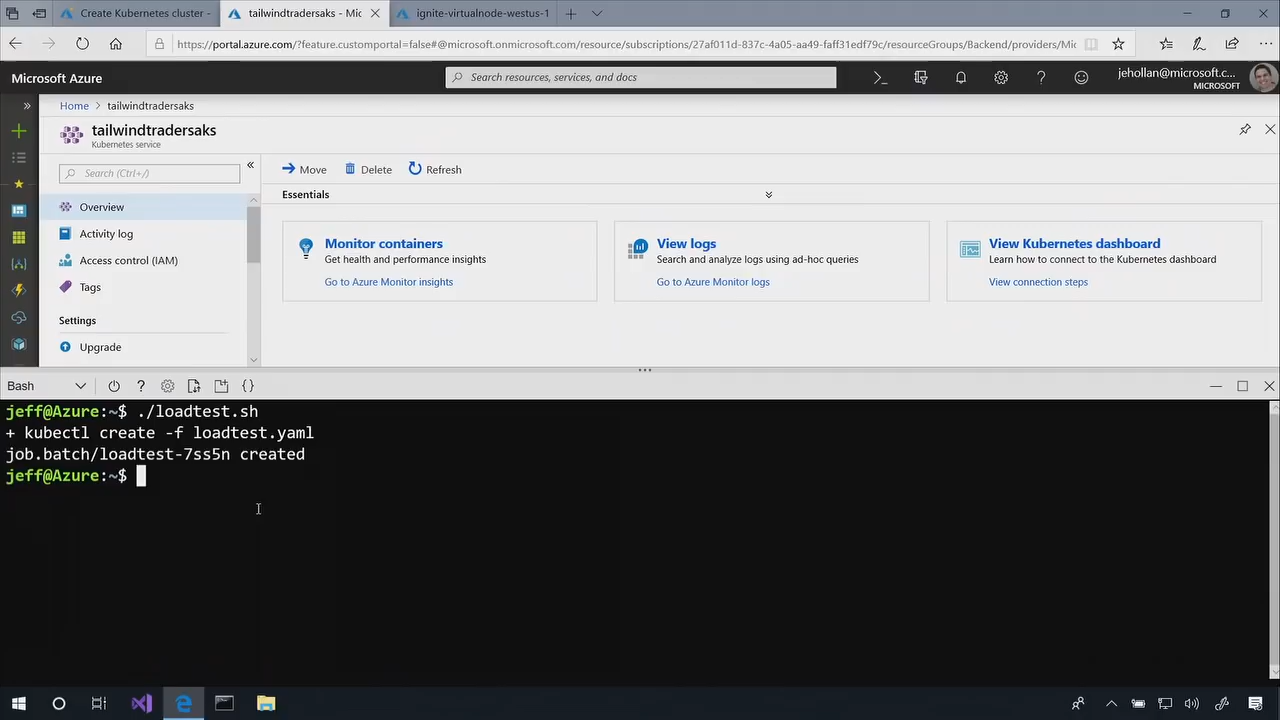 Create Kubernetes cluster -
tailwindtradersaks - Mic
ignite-virtualnode-westus-1
https://portal.azure.com/?feature.customportal=false#@microsoft.onmicrosoft.com/resource/subscriptions/27af011d-837c-4a05-aa49-faff31edf79c/resourceGroups/Backend/providers/Mic
Microsoft Azure
Search resources, services, and docs
jehollan@microsoft.c...
MICROSOFT
Home > tailwindtradersaks
tailwindtradersaks
Kubernetes service
Search (Ctrl+/)
Move
Delete
Refresh
Essentials
Overview
Activity log
Access control (IAM)
Tags
Settings
Upgrade
Monitor containers
Get health and performance insights
Go to Azure Monitor insights
View logs
Search and analyze logs using ad-hoc queries
Go to Azure Monitor logs
View Kubernetes dashboard
Learn how to connect to the Kubernetes dashboard
View connection steps
Bash
jeff@Azure:~$ ./loadtest.sh
+ kubectl create -f loadtest.yaml
job.batch/loadtest-7ss5n created
jeff@Azure:~$